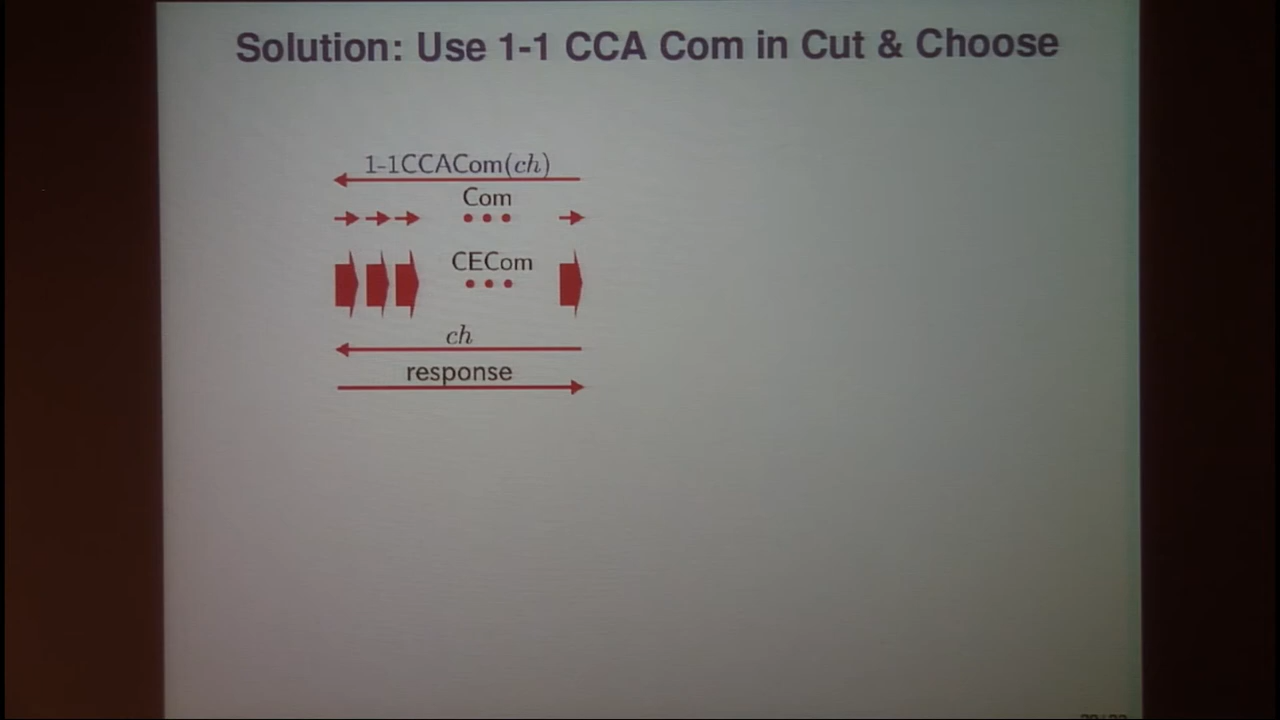 Solution: Use 1-1 CCA Com in Cut & Choose
1-1CCACom(ch)
Com
CECom
ch
response